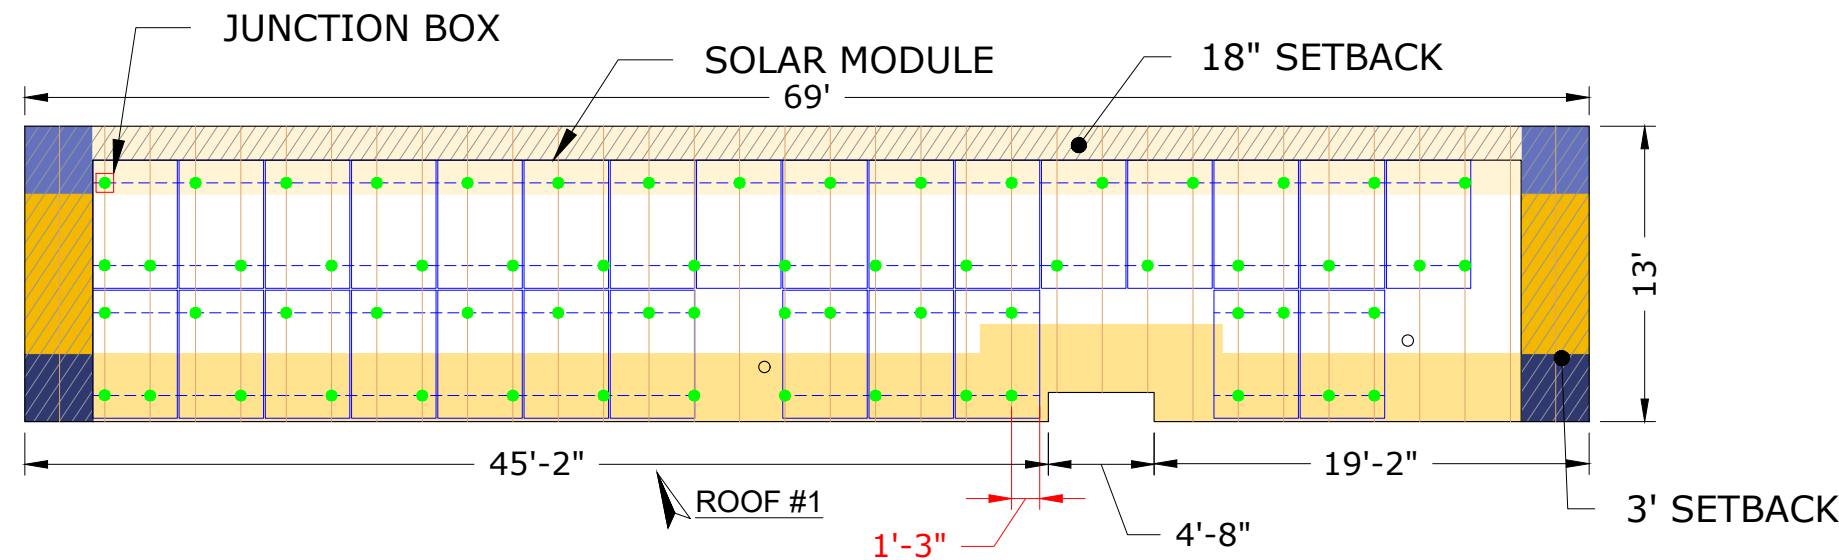 JUNCTION BOX
SOLAR MODULE
18" SETBACK
69'
13'
45'-2"
19'-2"
ROOF #1
3' SETBACK
1'-3"
4'-8"